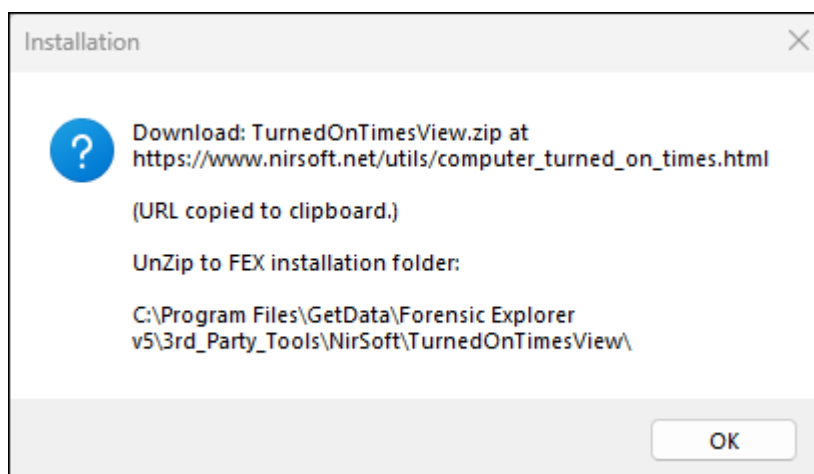 Installation
?
Download: TurnedOnTimesView.zip at
https://www.nirsoft.net/utils/computer_turned_on_times.html
(URL copied to clipboard.)
UnZip to FEX installation folder:
C:\Program Files\GetData\Forensic Explorer
v5\3rd_Party_Tools\NirSoft\TurnedOnTimesView\
OK